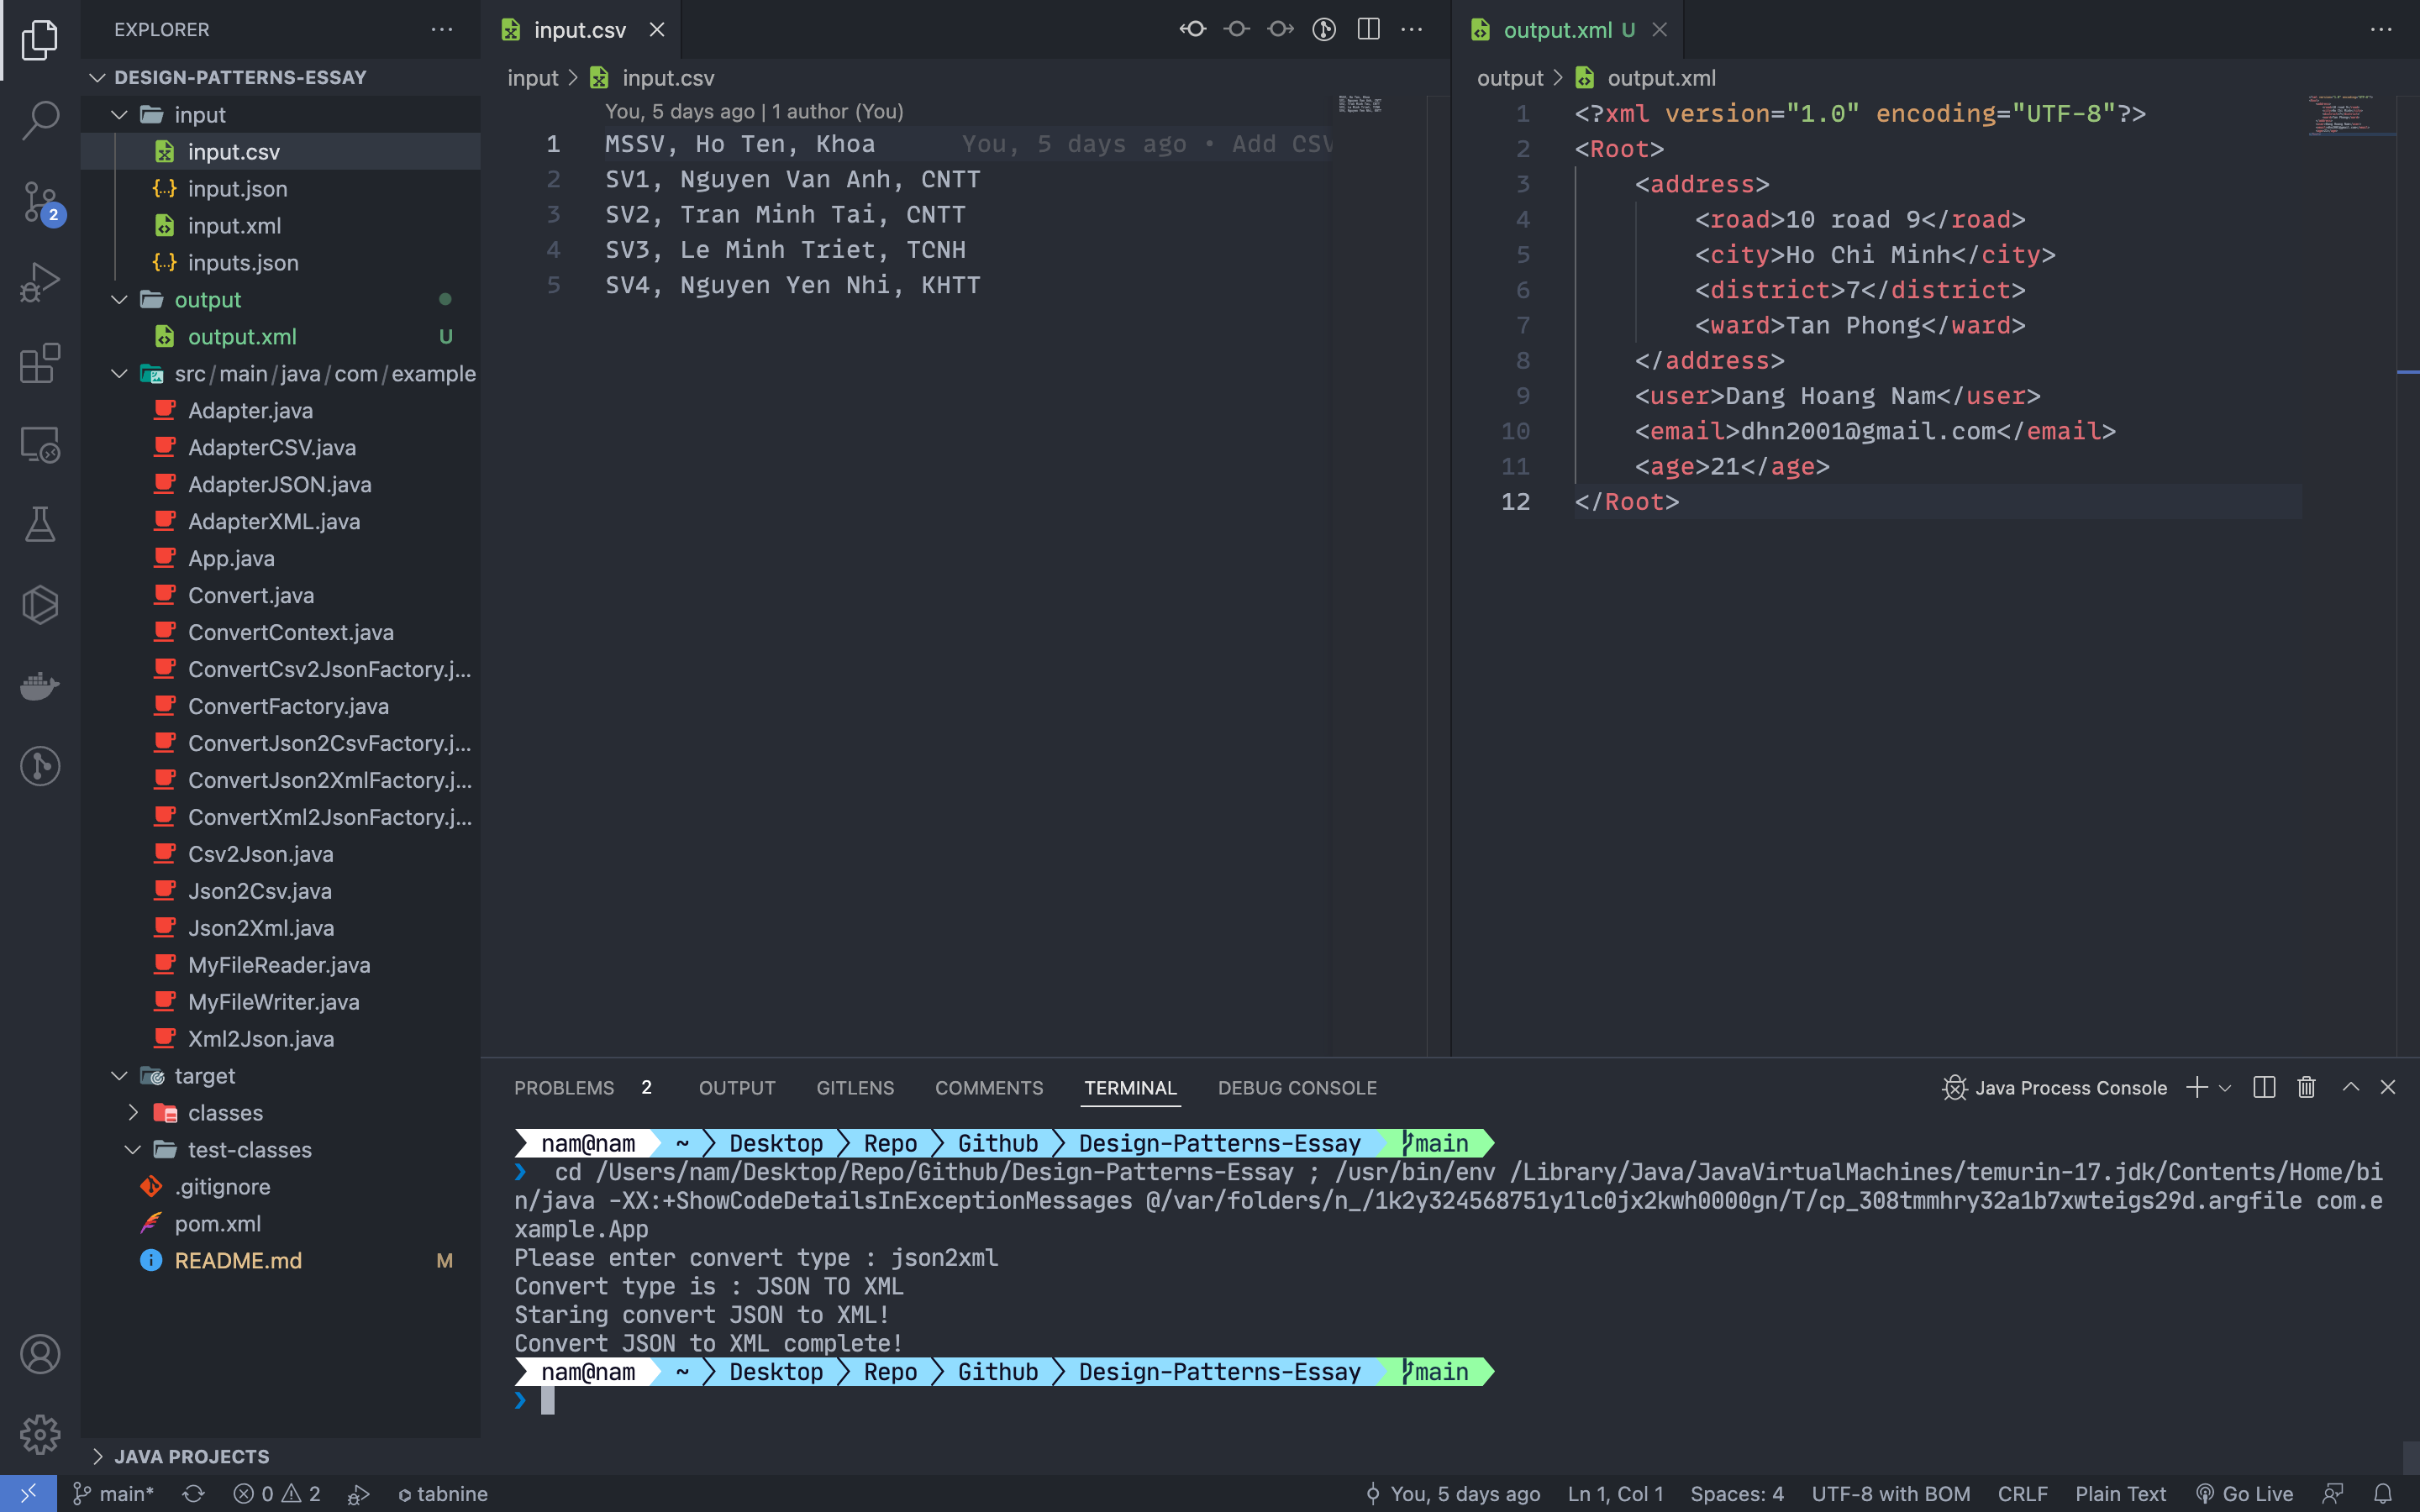 EXPLORER
DESIGN-PATTERNS-ESSAY
input
input.csv
input.json
input.xml
inputs.json
output
output.xml U
src/main/java/com/example
Adapter.java
AdapterCSV.java
AdapterJSON.java
AdapterXML.java
App.java
Convert.java
ConvertContext.java
ConvertCsv2JsonFactory.j...
ConvertFactory.java
ConvertJson2CsvFactory.j...
ConvertJson2XmlFactory.j...
ConvertXml2JsonFactory.j...
Csv2Json.java
Json2Csv.java
Json2Xml.java
MyFileReader.java
MyFileWriter.java
Xml2Json.java
target
classes
test-classes
.gitignore
pom.xml
README.md M
JAVA PROJECTS
2
input.csv
input > input.csv
You, 5 days ago | 1 author (You)
1 MSSV, Ho Ten, Khoa You, 5 days ago • Add CSV
2 SV1, Nguyen Van Anh, CNTT
3 SV2, Tran Minh Tai, CNTT
4 SV3, Le Minh Triet, TCNH
5 SV4, Nguyen Yen Nhi, KHTT
output.xml U
output > output.xml
1 <?xml version="1.0" encoding="UTF-8"?>
2 <Root>
3 <address>
4 <road>10 road 9</road>
5 <city>Ho Chi Minh</city>
6 <district>7</district>
7 <ward>Tan Phong</ward>
8 </address>
9 <user>Dang Hoang Nam</user>
10 <email>dhn2001@gmail.com</email>
11 <age>21</age>
12 </Root>
PROBLEMS 2 OUTPUT GITLENS COMMENTS TERMINAL DEBUG CONSOLE Java Process Console
nam@nam ~ Desktop Repo Github Design-Patterns-Essay main
❯ cd /Users/nam/Desktop/Repo/Github/Design-Patterns-Essay ; /usr/bin/env /Library/Java/JavaVirtualMachines/temurin-17.jdk/Contents/Home/bi
n/java -XX:+ShowCodeDetailsInExceptionMessages @/var/folders/n_/1k2y324568751y1lc0jx2kwh0000gn/T/cp_308tmmhry32a1b7xwteigs29d.argfile com.e
xample.App
Please enter convert type : json2xml
Convert type is : JSON TO XML
Staring convert JSON to XML!
Convert JSON to XML complete!
nam@nam ~ Desktop Repo Github Design-Patterns-Essay main
❯
main* 0 2 tabnine You, 5 days ago Ln 1, Col 1 Spaces: 4 UTF-8 with BOM CRLF Plain Text Go Live